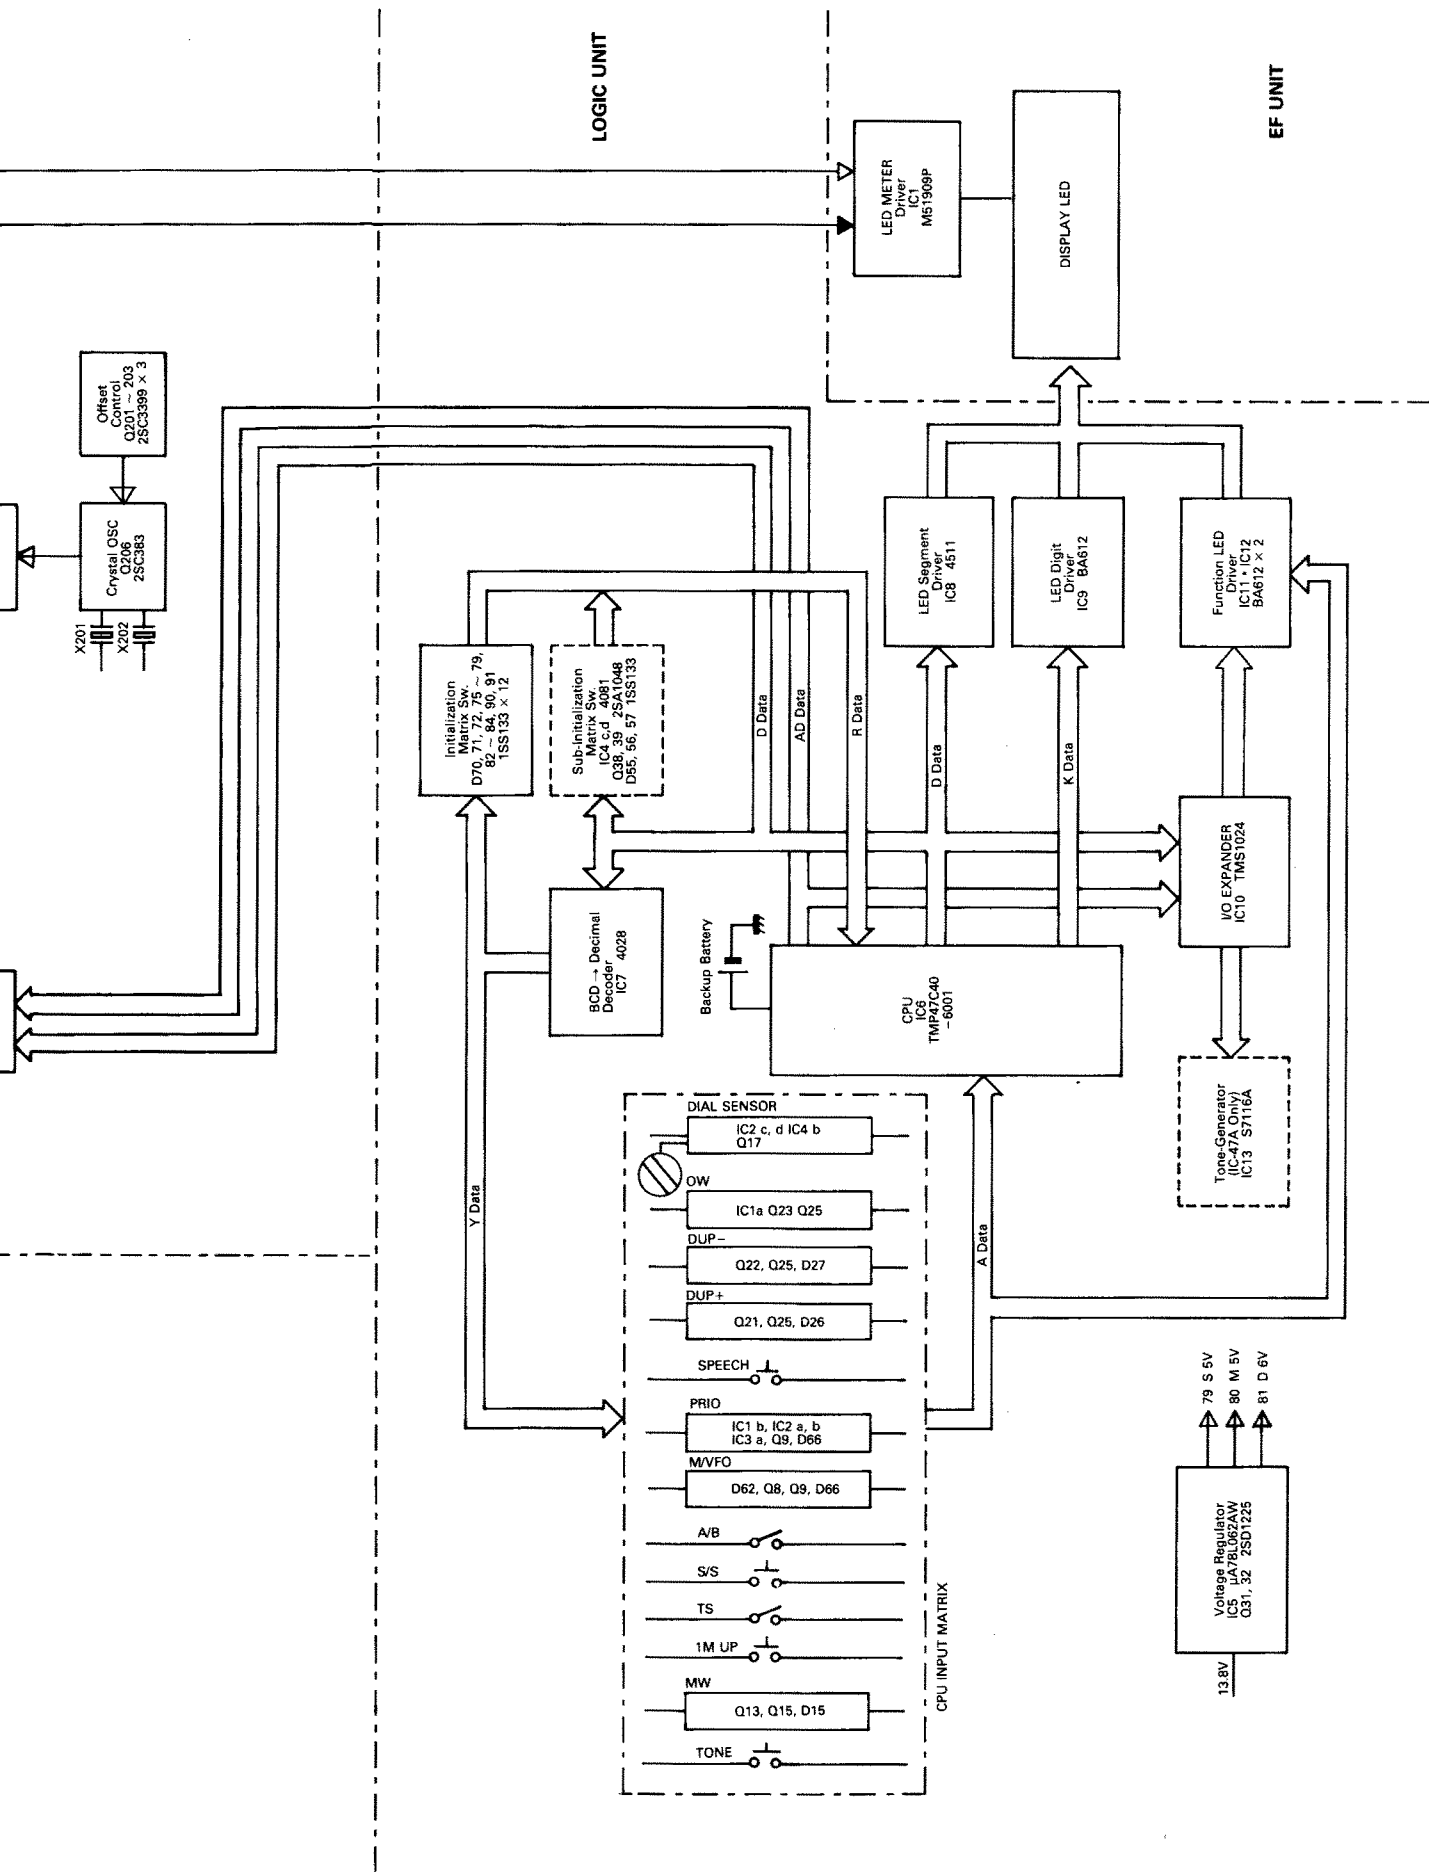 LOGIC UNIT
EF UNIT
LED METER
Driver
IC1
M51909P
DISPLAY LED
Offset
Control
Q201 ~ 203
2SC3399 × 3
Crystal OSC
Q206
2SC383
X201
X202
Initialization
Matrix Sw.
D70, 71, 72, 75 ~ 79,
82 ~ 84, 90, 91
1SS133 × 12
Sub-Initialization
Matrix Sw.
IC4 c,d 4081
Q38, 39 2SA1048
D55, 56, 57 1SS133
D Data
AD Data
R Data
D Data
K Data
LED Segment
Driver
IC8 4511
LED Digit
Driver
IC9 BA612
Function LED
Driver
IC11 • IC12
BA612 × 2
BCD → Decimal
Decoder
IC7 4028
Backup Battery
CPU
IC6
TMP47C40
-6001
I/O EXPANDER
IC10 TMS1024
Tone-Generator
(IC-47A Only)
IC13 S7116A
Y Data
A Data
DIAL SENSOR
IC2 c, d IC4 b
Q17
OW
IC1a Q23 Q25
DUP−
Q22, Q25, D27
DUP+
Q21, Q25, D26
SPEECH
PRIO
IC1 b, IC2 a, b
IC3 a, Q9, D66
M/VFO
D62, Q8, Q9, D66
A/B
S/S
TS
1M UP
MW
Q13, Q15, D15
TONE
CPU INPUT MATRIX
79 S 5V
80 M 5V
81 D 6V
Voltage Regulator
IC5 μA78L062AW
Q31, 32 2SD1225
13.8V